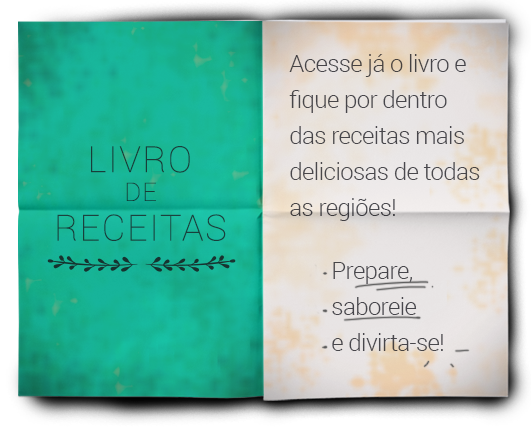 LIVRO
DE
RECEITAS
Acesse já o livro e
fique por dentro
das receitas mais
deliciosas de todas
as regiões!
Prepare,
saboreie
e divirta-se!